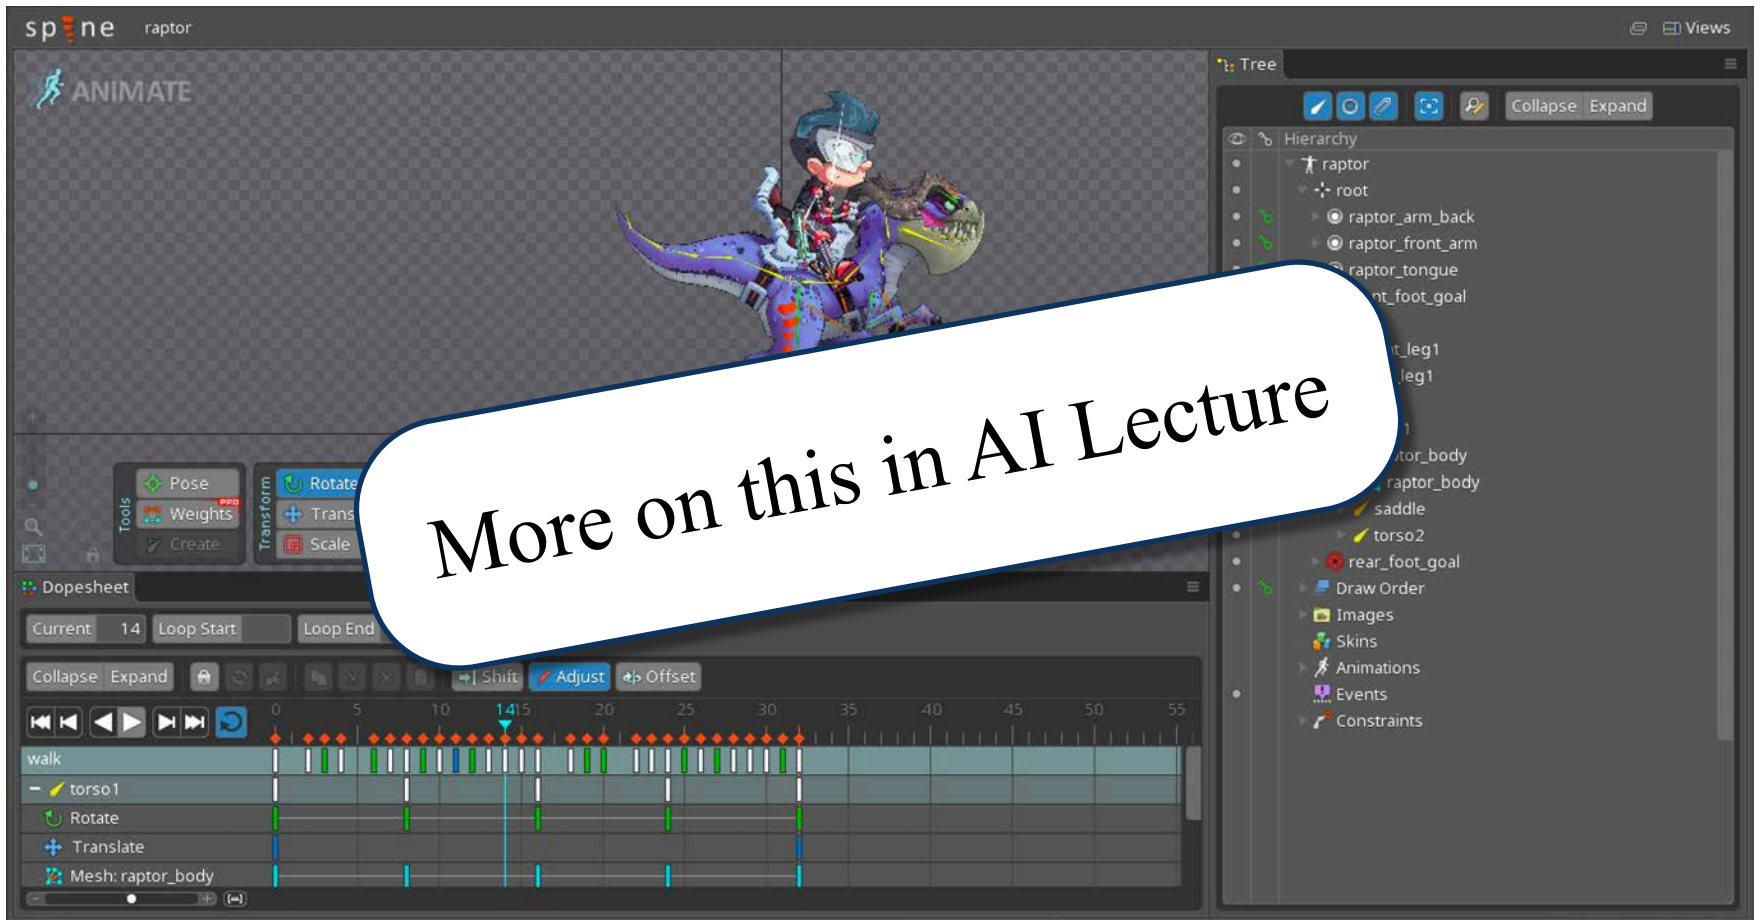 spine raptor Views
ANIMATE
Tree
Collapse Expand
Hierarchy
raptor
root
raptor_arm_back
raptor_front_arm
raptor_tongue
nt_foot_goal
t_leg1
leg1
1
tor_body
raptor_body
saddle
torso2
rear_foot_goal
Draw Order
Images
Skins
Animations
Events
Constraints
More on this in AI Lecture
Tools
Pose
Weights PRO
Create
Transform
Rotate
Trans
Scale
Dopesheet
Current 14 Loop Start Loop End
Collapse Expand Shift Adjust Offset
0 5 10 14 15 20 25 30 35 40 45 50 55
walk
torso1
Rotate
Translate
Mesh: raptor_body